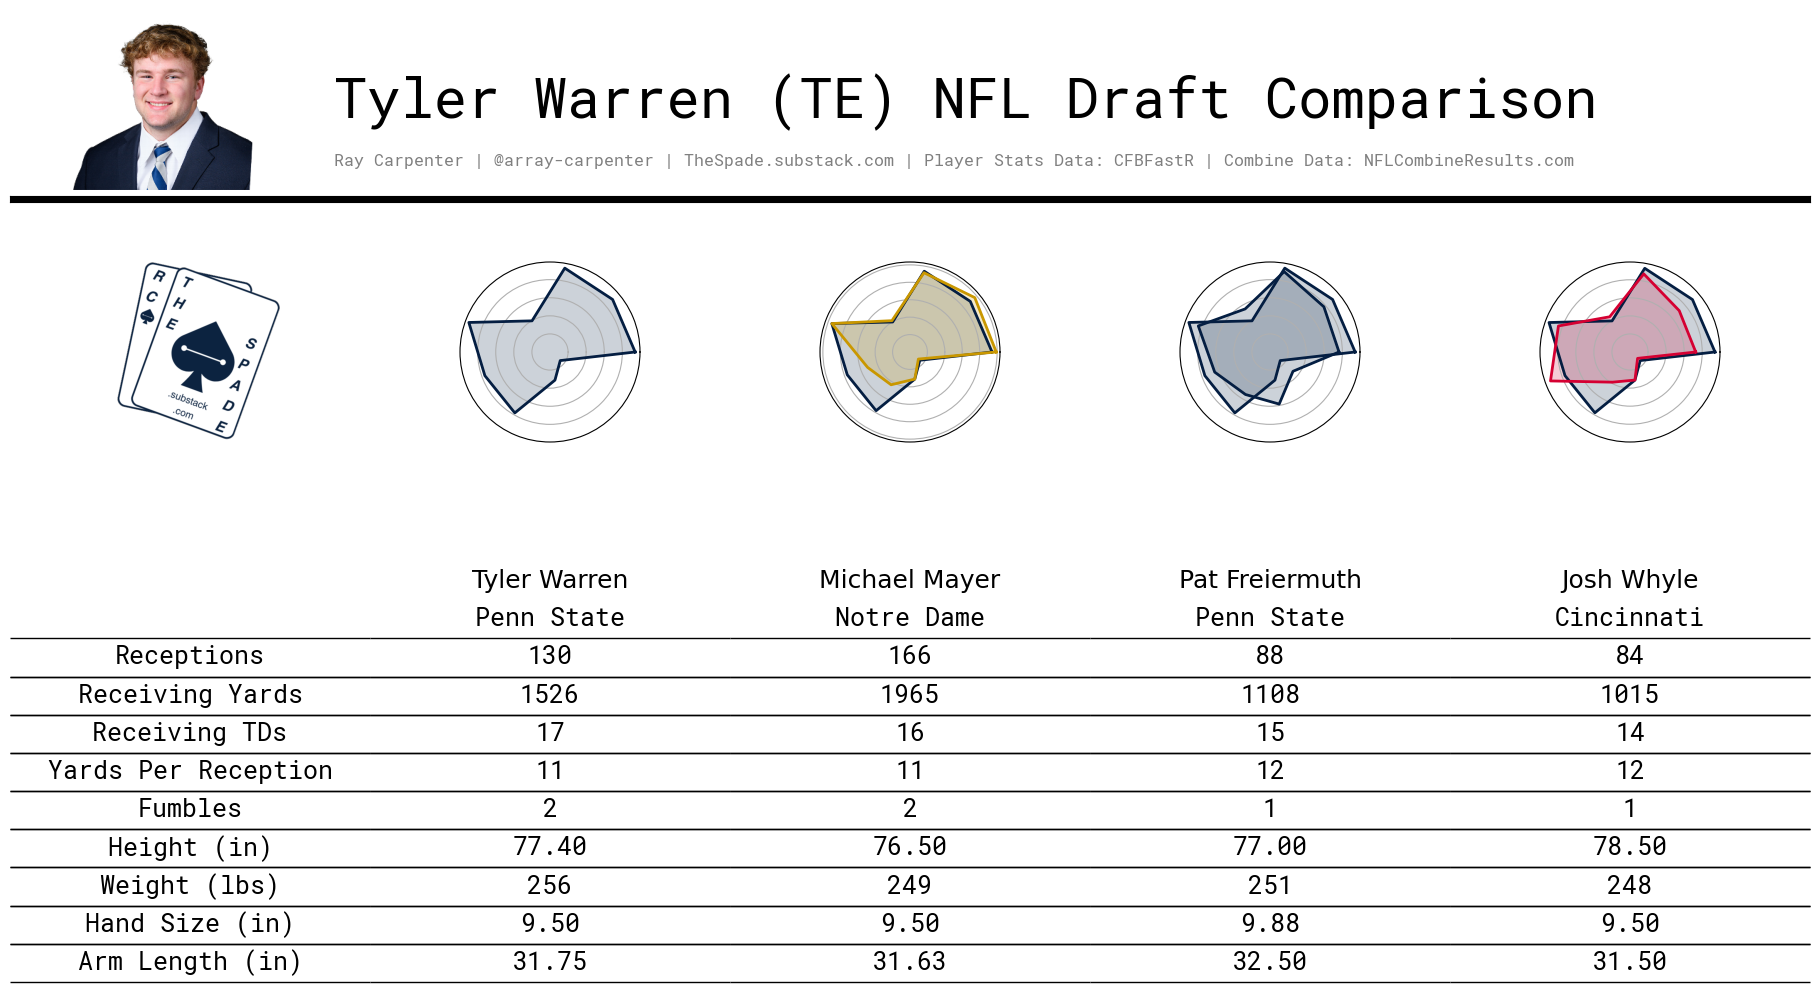 Tyler Warren (TE) NFL Draft Comparison
Ray Carpenter | @array-carpenter | TheSpade.substack.com | Player Stats Data: CFBFastR | Combine Data: NFLCombineResults.com
R C
THE
SPADE
.substack
.com
Tyler Warren Michael Mayer Pat Freiermuth Josh Whyle
Penn State Notre Dame Penn State Cincinnati
Receptions 130 166 88 84
Receiving Yards 1526 1965 1108 1015
Receiving TDs 17 16 15 14
Yards Per Reception 11 11 12 12
Fumbles 2 2 1 1
Height (in) 77.40 76.50 77.00 78.50
Weight (lbs) 256 249 251 248
Hand Size (in) 9.50 9.50 9.88 9.50
Arm Length (in) 31.75 31.63 32.50 31.50